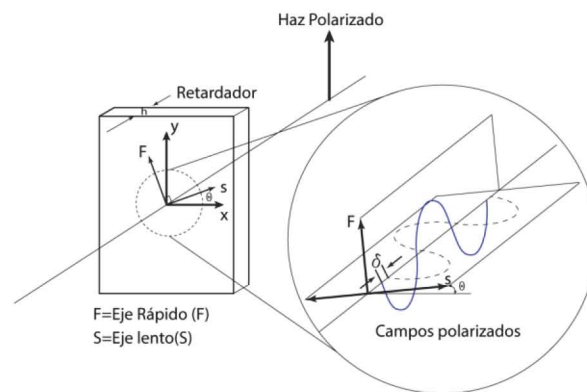 Haz Polarizado
Retardador
h
y
F
s
θ
x
F
δ
s
θ
F=Eje Rápido (F)
S=Eje lento(S)
Campos polarizados